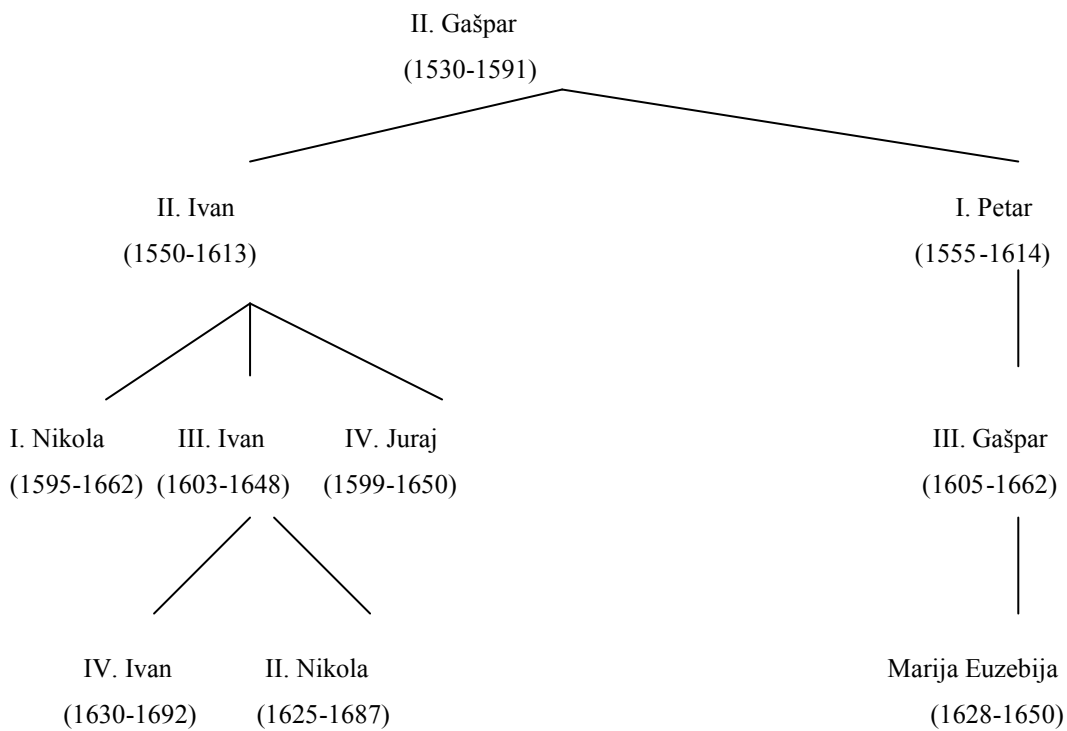 II. Gašpar
(1530-1591)
II. Ivan
(1550-1613)
I. Petar
(1555-1614)
I. Nikola
(1595-1662)
III. Ivan
(1603-1648)
IV. Juraj
(1599-1650)
III. Gašpar
(1605-1662)
IV. Ivan
(1630-1692)
II. Nikola
(1625-1687)
Marija Euzebija
(1628-1650)